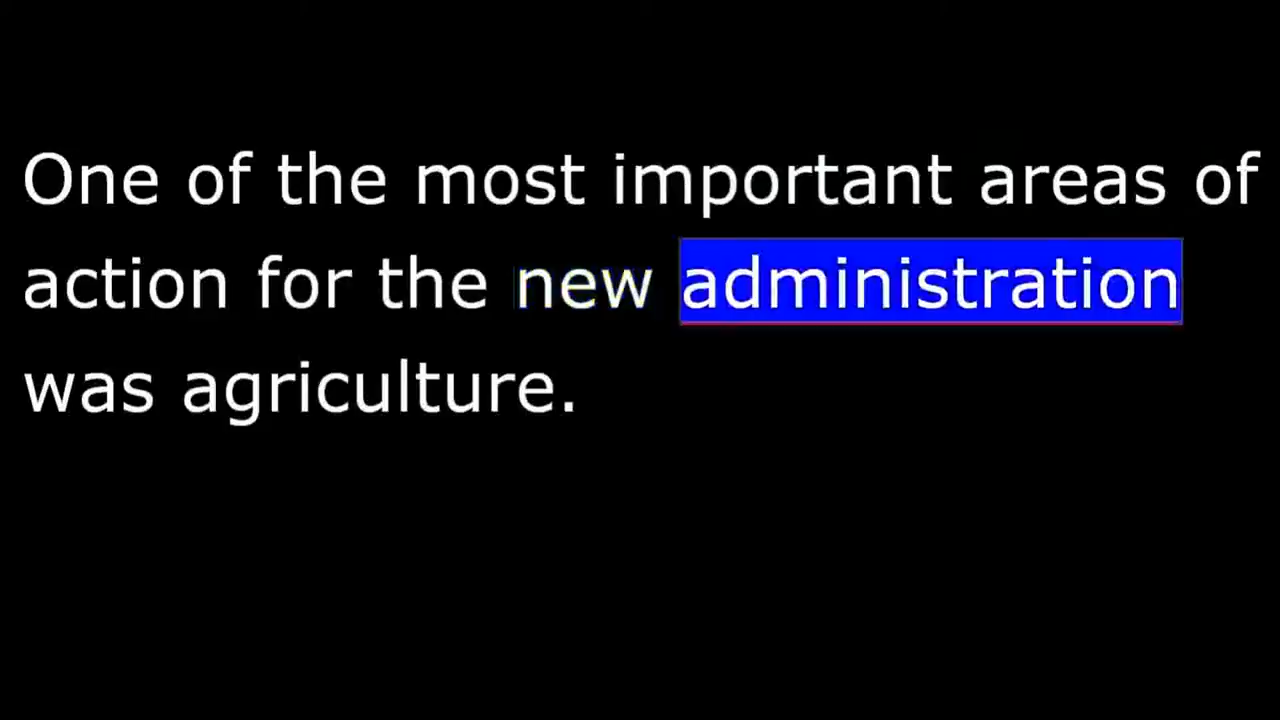 One of the most important areas of
action for the new administration
was agriculture.